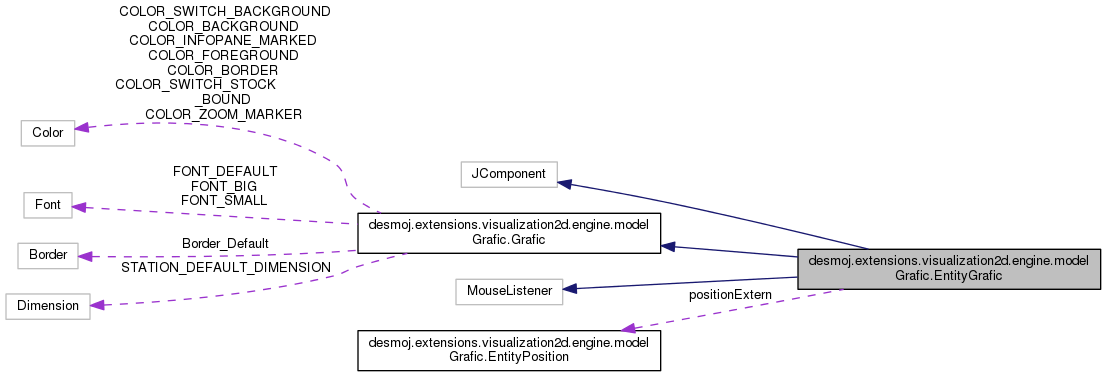 COLOR_SWITCH_BACKGROUND
COLOR_BACKGROUND
COLOR_INFOPANE_MARKED
COLOR_FOREGROUND
COLOR_BORDER
COLOR_SWITCH_STOCK
_BOUND
COLOR_ZOOM_MARKER
Color
FONT_DEFAULT
FONT_BIG
FONT_SMALL
Font
Border_Default
Border
STATION_DEFAULT_DIMENSION
Dimension
JComponent
desmoj.extensions.visualization2d.engine.model
Grafic.Grafic
MouseListener
positionExtern
desmoj.extensions.visualization2d.engine.model
Grafic.EntityPosition
desmoj.extensions.visualization2d.engine.model
Grafic.EntityGrafic